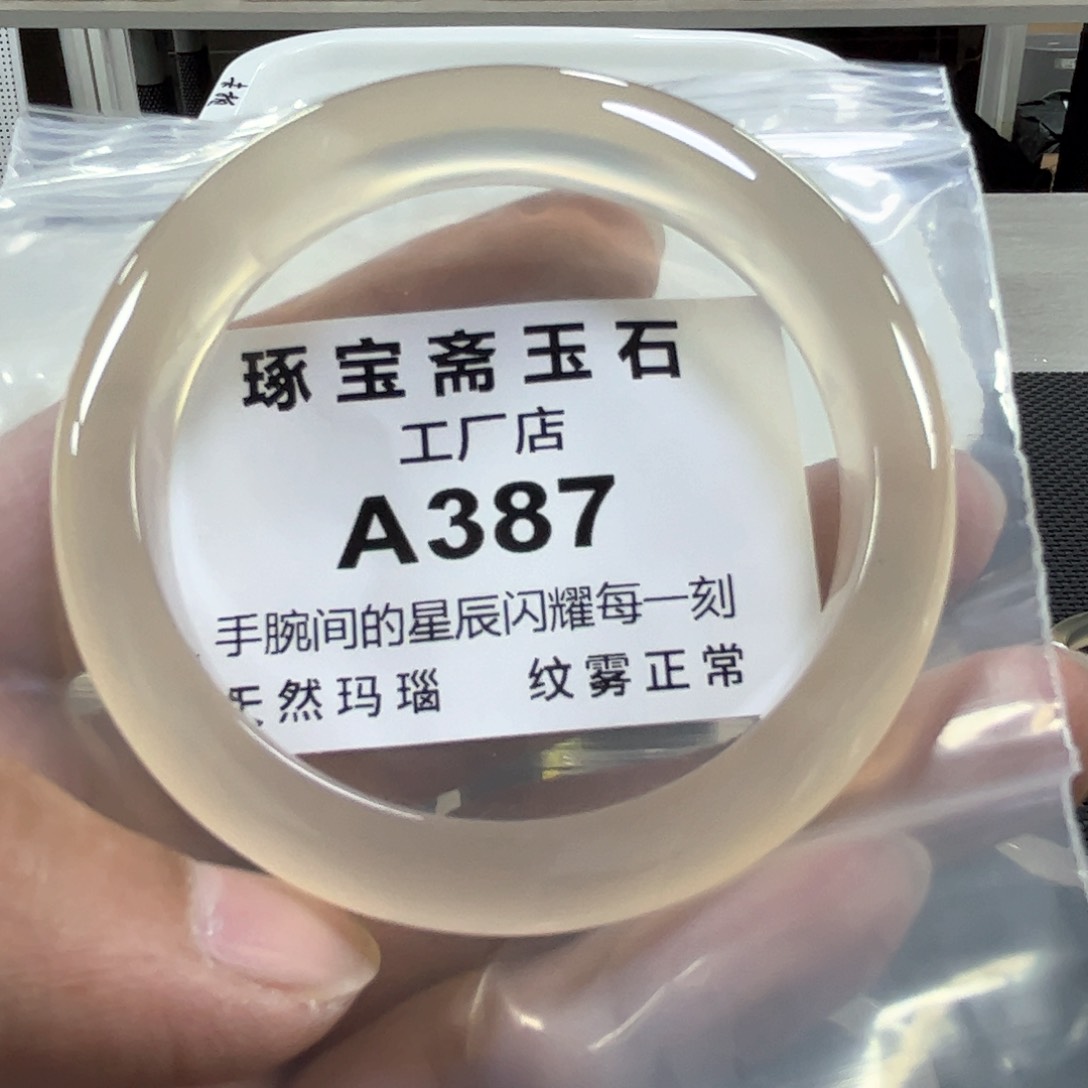 琢宝斋玉石
工厂店
A387
手腕间的星辰闪耀每一刻
天然玛瑙 纹雾正常